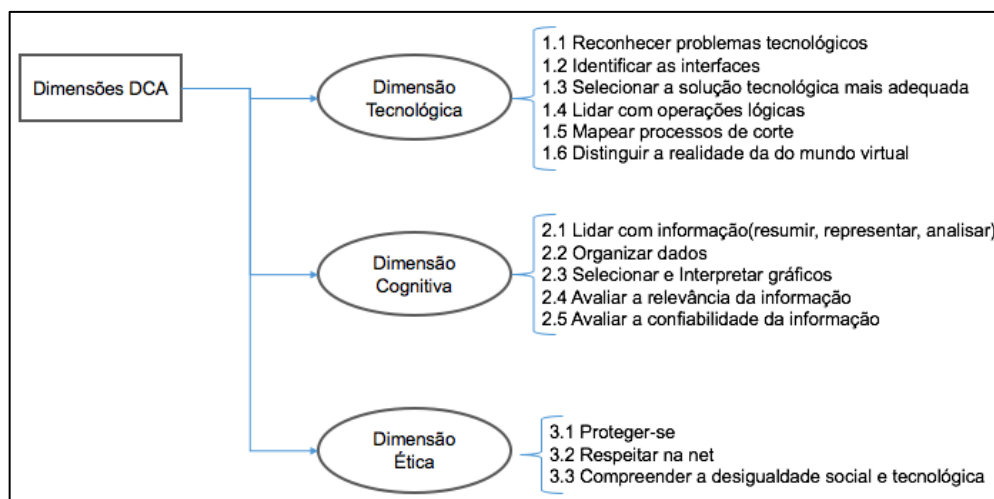 Dimensões DCA
Dimensão
Tecnológica
1.1 Reconhecer problemas tecnológicos
1.2 Identificar as interfaces
1.3 Selecionar a solução tecnológica mais adequada
1.4 Lidar com operações lógicas
1.5 Mapear processos de corte
1.6 Distinguir a realidade da do mundo virtual
Dimensão
Cognitiva
2.1 Lidar com informação(resumir, representar, analisar)
2.2 Organizar dados
2.3 Selecionar e Interpretar gráficos
2.4 Avaliar a relevância da informação
2.5 Avaliar a confiabilidade da informação
Dimensão
Ética
3.1 Proteger-se
3.2 Respeitar na net
3.3 Compreender a desigualdade social e tecnológica